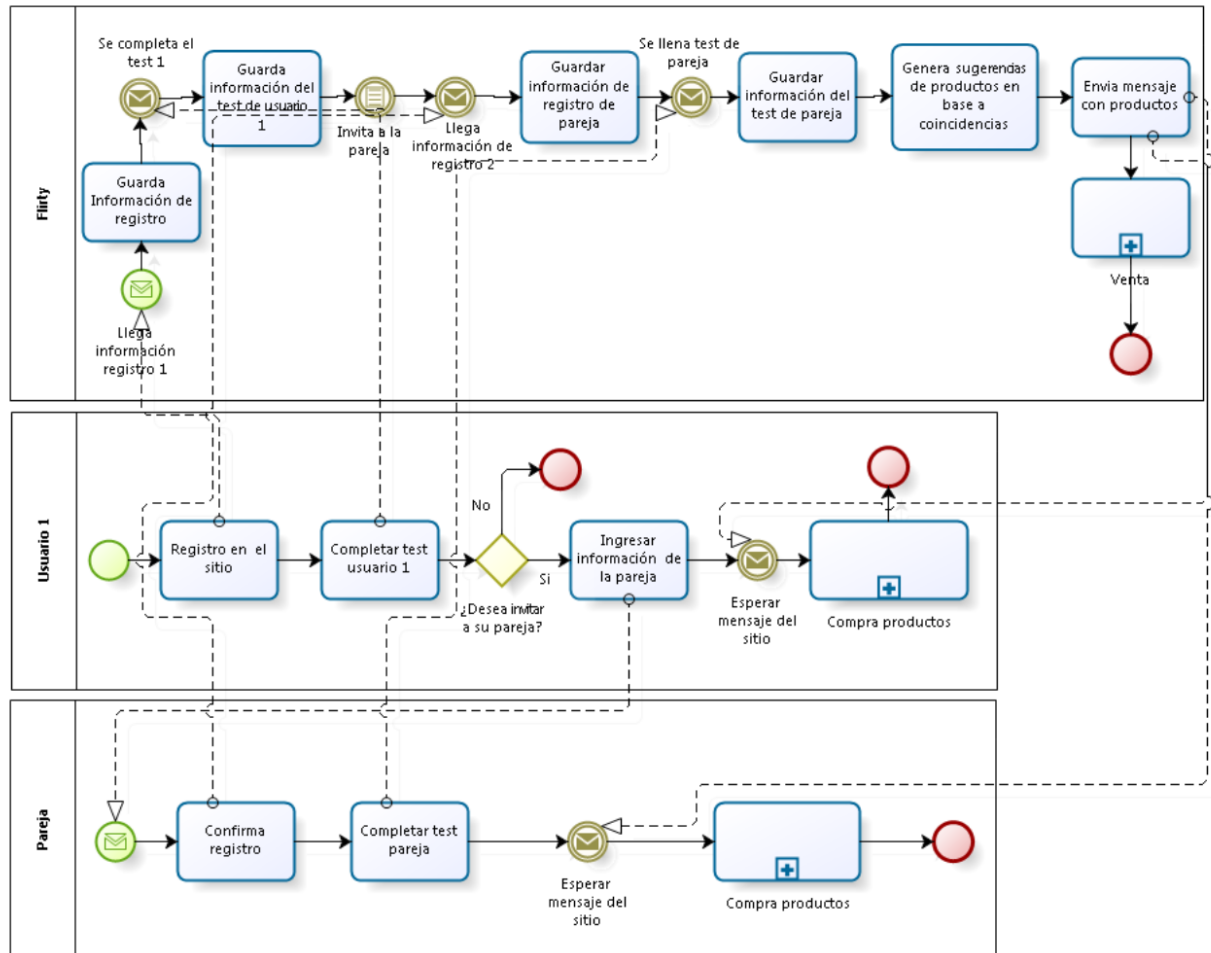 Flirty
Se completa el
test 1
Guarda
información del
test de usuario
1
Invita a la
pareja
Llega
información de
registro 2
Guardar
información de
registro de
pareja
Se llena test de
pareja
Guardar
información del
test de pareja
Genera sugerencias
de productos en
base a
coincidencias
Envia mensaje
con productos
Guarda
Información de
registro
Llega
información
registro 1
Venta
Usuario 1
Registro en el
sitio
Completar test
usuario 1
No
Si
¿Desea invitar
a su pareja?
Ingresar
información de
la pareja
Esperar
mensaje del
sitio
Compra productos
Pareja
Confirma
registro
Completar test
pareja
Esperar
mensaje del
sitio
Compra productos